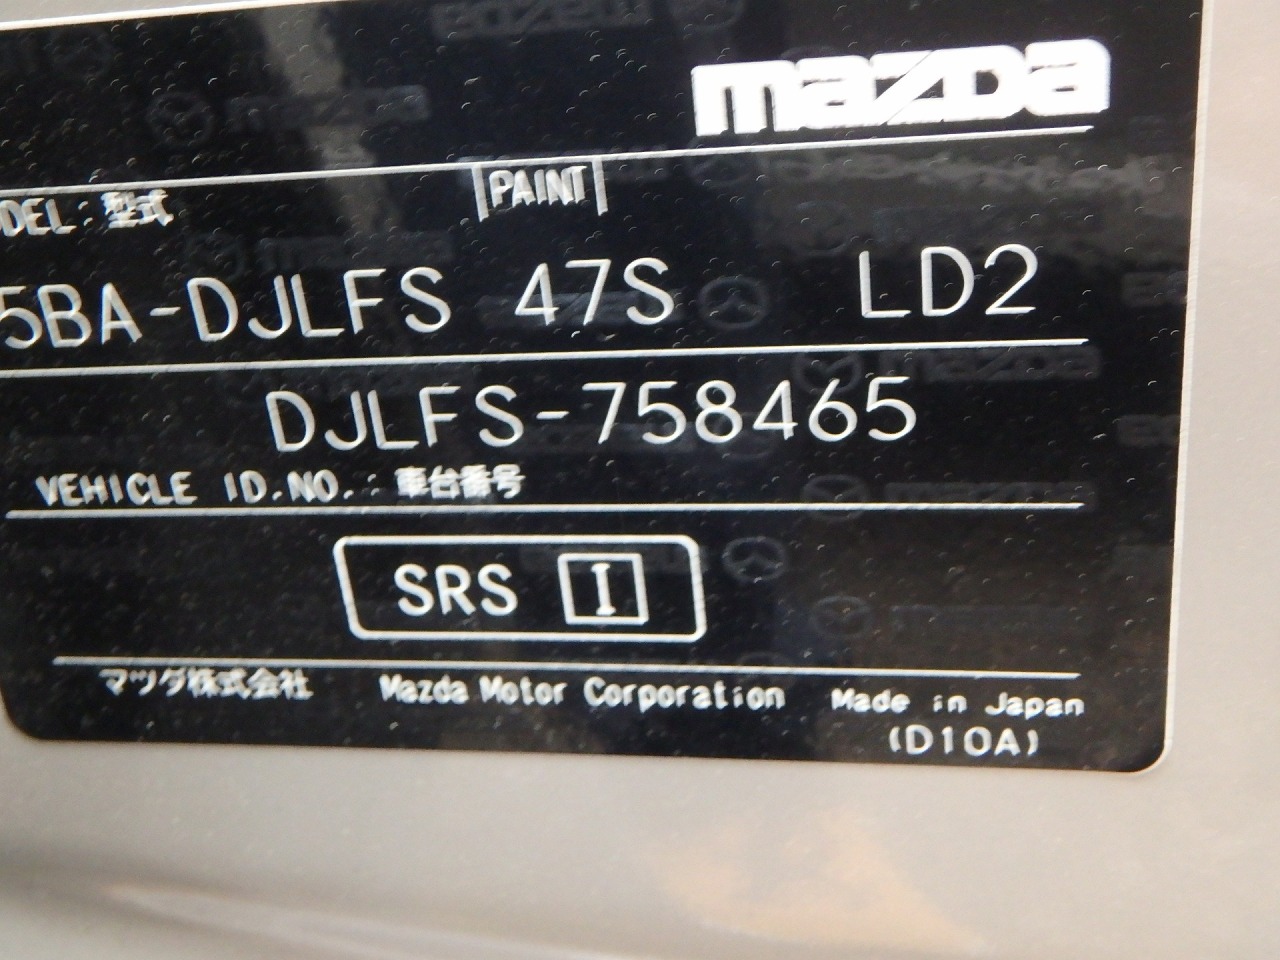 mazda
DEL : 型式 PAINT
5BA-DJLFS 47S LD2
DJLFS-758465
VEHICLE ID.NO. : 車台番号
SRS I
マツダ株式会社 Mazda Motor Corporation Made in Japan
(D10A)